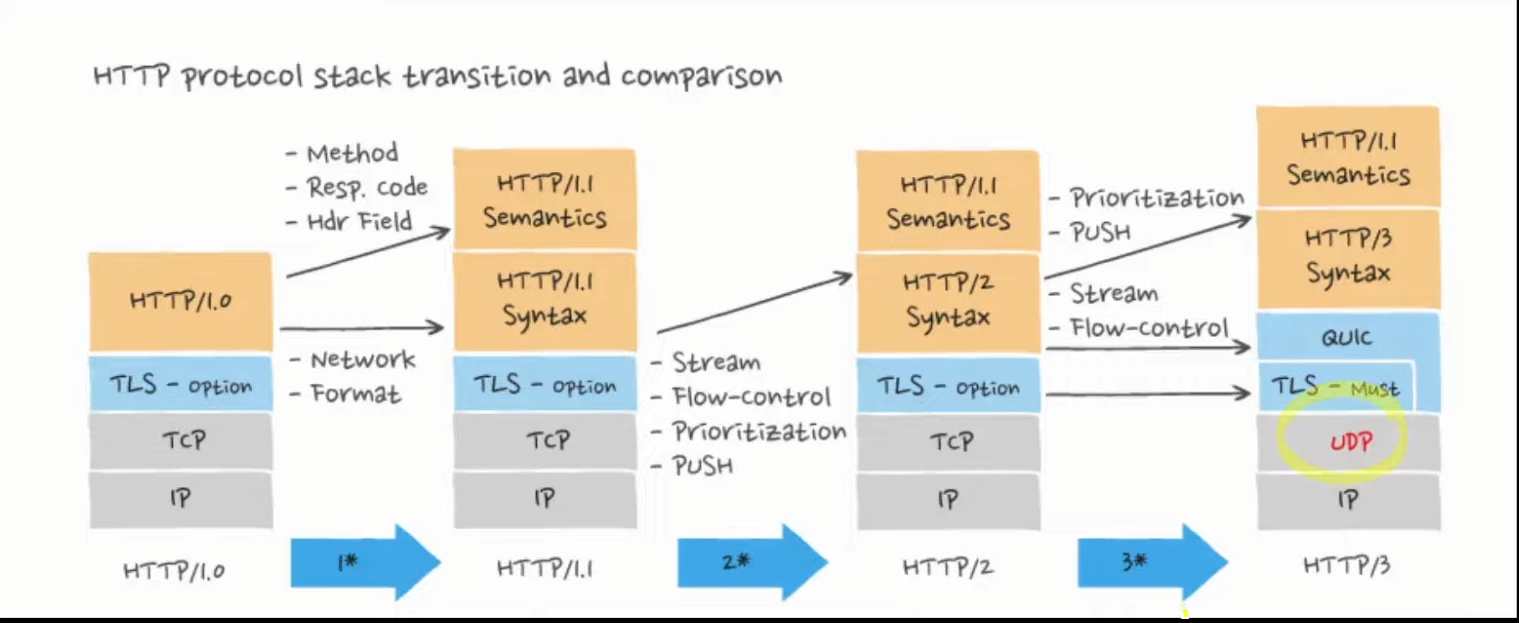 HTTP protocol stack transition and comparison
- Method
- Resp. code
- Hdr Field
HTTP/1.0
TLS - option
TCP
IP
HTTP/1.0
- Network
- Format
1*
HTTP/1.1
Semantics
HTTP/1.1
Syntax
TLS - option
TCP
IP
HTTP/1.1
- Stream
- Flow-control
- Prioritization
- PUSH
2*
HTTP/1.1
Semantics
HTTP/2
Syntax
TLS - option
TCP
IP
HTTP/2
- Prioritization
- PUSH
- Stream
- Flow-control
3*
HTTP/1.1
Semantics
HTTP/3
Syntax
QUIC
TLS - Must
UDP
IP
HTTP/3